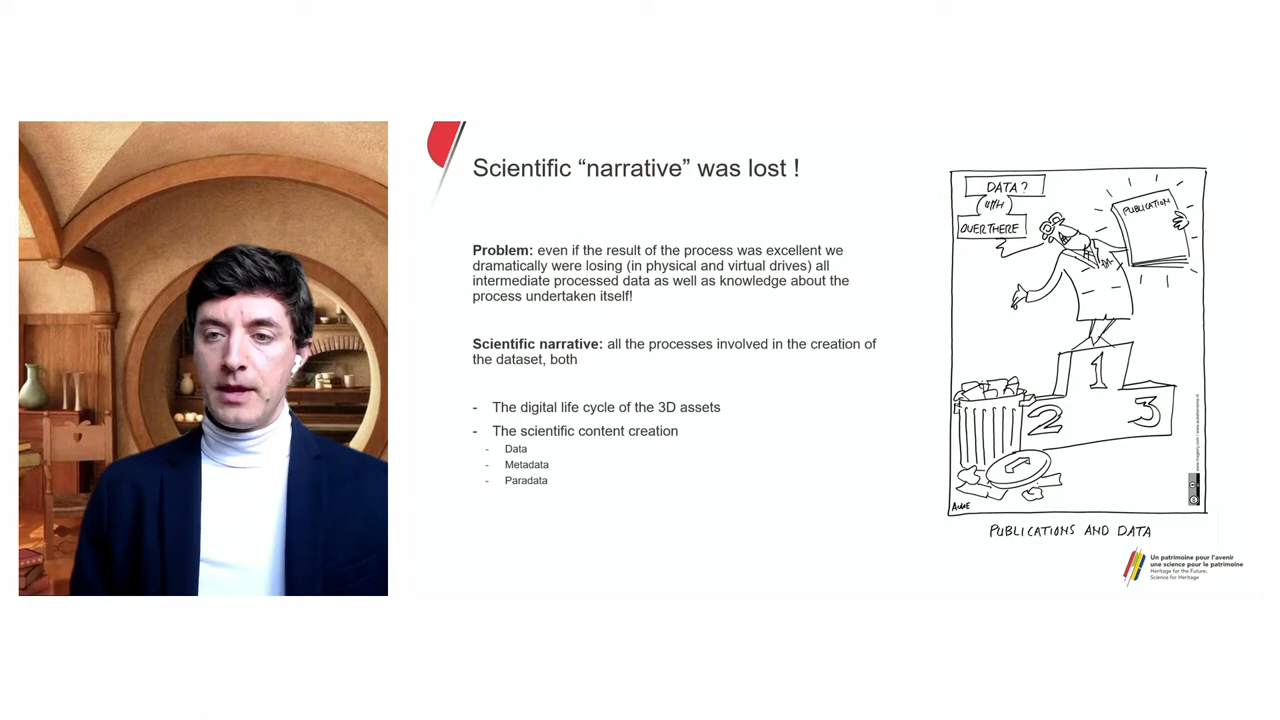 Scientific “narrative” was lost !
Problem: even if the result of the process was excellent we
dramatically were losing (in physical and virtual drives) all
intermediate processed data as well as knowledge about the
process undertaken itself!
Scientific narrative: all the processes involved in the creation of
the dataset, both
- The digital life cycle of the 3D assets
- The scientific content creation
- Data
- Metadata
- Paradata
DATA?
OVER THERE
PUBLICATION
1
2
3
PUBLICATIONS AND DATA
Un patrimoine pour l'avenir
une science pour le patrimoine
Heritage for the Future,
Science for Heritage